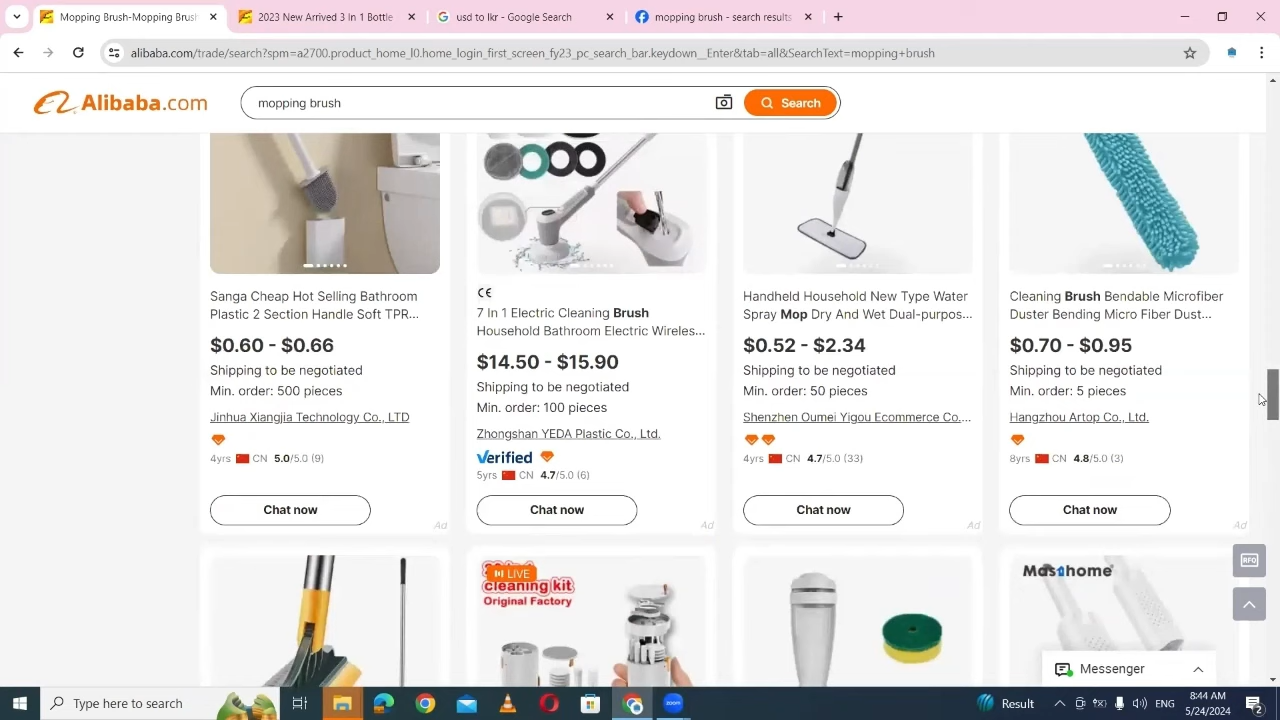 Mopping Brush-Mopping Brush
2023 New Arrived 3 In 1 Bottle
usd to lkr - Google Search
mopping brush - search results
alibaba.com/trade/search?spm=a2700.product_home_l0.home_login_first_screen_fy23_pc_search_bar.keydown__Enter&tab=all&SearchText=mopping+brush
Alibaba.com
mopping brush
Search
Sanga Cheap Hot Selling Bathroom
Plastic 2 Section Handle Soft TPR...
$0.60 - $0.66
Shipping to be negotiated
Min. order: 500 pieces
Jinhua Xiangjia Technology Co., LTD
4yrs CN 5.0/5.0 (9)
Chat now
Ad
CE
7 In 1 Electric Cleaning Brush
Household Bathroom Electric Wireles...
$14.50 - $15.90
Shipping to be negotiated
Min. order: 100 pieces
Zhongshan YEDA Plastic Co., Ltd.
Verified
5yrs CN 4.7/5.0 (6)
Chat now
Ad
Handheld Household New Type Water
Spray Mop Dry And Wet Dual-purpos...
$0.52 - $2.34
Shipping to be negotiated
Min. order: 50 pieces
Shenzhen Oumei Yigou Ecommerce Co....
4yrs CN 4.7/5.0 (33)
Chat now
Ad
Cleaning Brush Bendable Microfiber
Duster Bending Micro Fiber Dust...
$0.70 - $0.95
Shipping to be negotiated
Min. order: 5 pieces
Hangzhou Artop Co., Ltd.
8yrs CN 4.8/5.0 (3)
Chat now
Ad
RFQ
LIVE
cleaning kit
Original Factory
Masthome
Messenger
Type here to search
zoom
Result
ENG
8:44 AM
5/24/2024
2